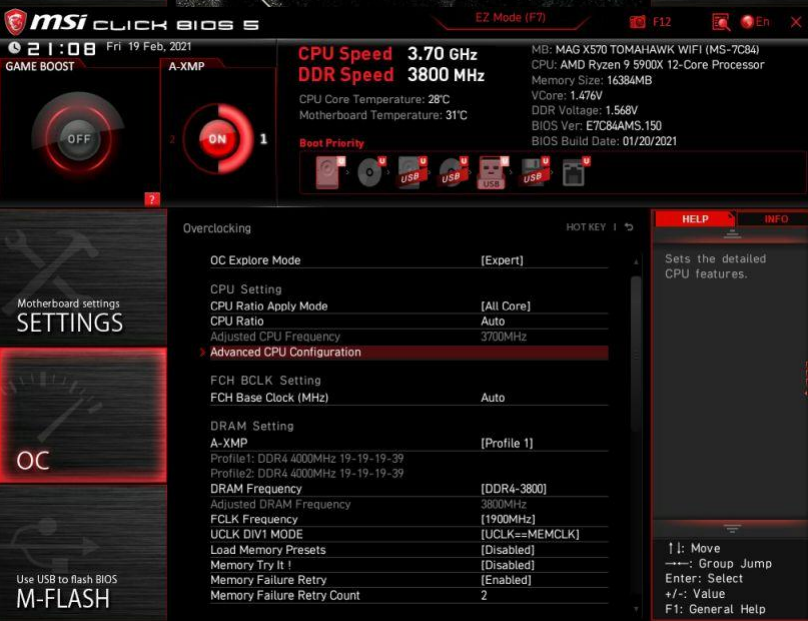 msi CLICK BIOS 5
EZ Mode (F7)
F12
En
X
21:08 Fri 19 Feb, 2021
GAME BOOST
OFF
?
A-XMP
2
ON
1
CPU Speed 3.70 GHz
DDR Speed 3800 MHz
CPU Core Temperature: 28°C
Motherboard Temperature: 31°C
MB: MAG X570 TOMAHAWK WIFI (MS-7C84)
CPU: AMD Ryzen 9 5900X 12-Core Processor
Memory Size: 16384MB
VCore: 1.476V
DDR Voltage: 1.568V
BIOS Ver: E7C84AMS.150
BIOS Build Date: 01/20/2021
Boot Priority
U U U U U
USB USB USB USB
Motherboard settings
SETTINGS
OC
Use USB to flash BIOS
M-FLASH
Overclocking
HOT KEY
OC Explore Mode [Expert]
CPU Setting
CPU Ratio Apply Mode [All Core]
CPU Ratio Auto
Adjusted CPU Frequency 3700MHz
Advanced CPU Configuration
FCH BCLK Setting
FCH Base Clock (MHz) Auto
DRAM Setting
A-XMP [Profile 1]
Profile1: DDR4 4000MHz 19-19-19-39
Profile2: DDR4 4000MHz 19-19-19-39
DRAM Frequency [DDR4-3800]
Adjusted DRAM Frequency 3800MHz
FCLK Frequency [1900MHz]
UCLK DIV1 MODE [UCLK==MEMCLK]
Load Memory Presets [Disabled]
Memory Try It ! [Disabled]
Memory Failure Retry [Enabled]
Memory Failure Retry Count 2
HELP
INFO
Sets the detailed
CPU features.
↑↓: Move
→←: Group Jump
Enter: Select
+/-: Value
F1: General Help